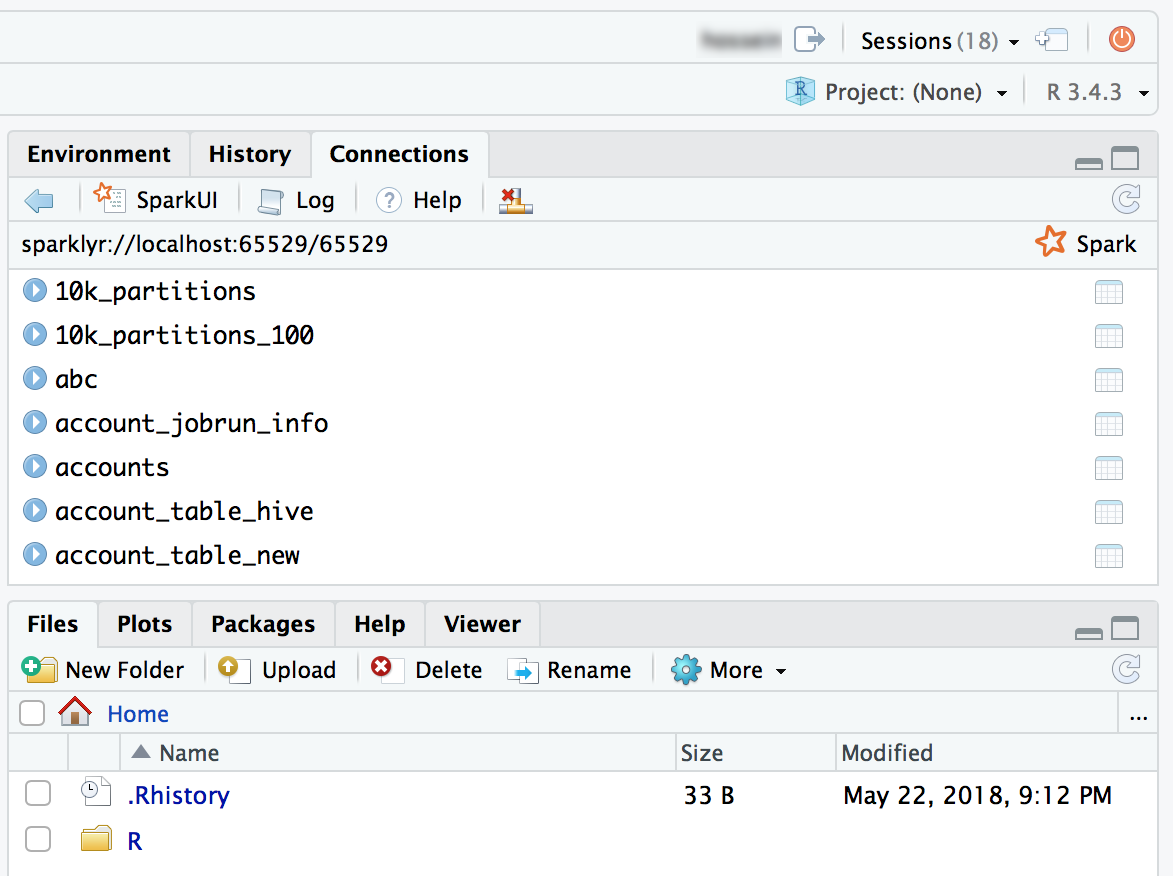 Sessions (18)
Project: (None) R 3.4.3
Environment History Connections
SparkUI Log ? Help
sparklyr://localhost:65529/65529 Spark
10k_partitions
10k_partitions_100
abc
account_jobrun_info
accounts
account_table_hive
account_table_new
Files Plots Packages Help Viewer
New Folder Upload Delete Rename More
Home ...
Name Size Modified
.Rhistory 33 B May 22, 2018, 9:12 PM
R